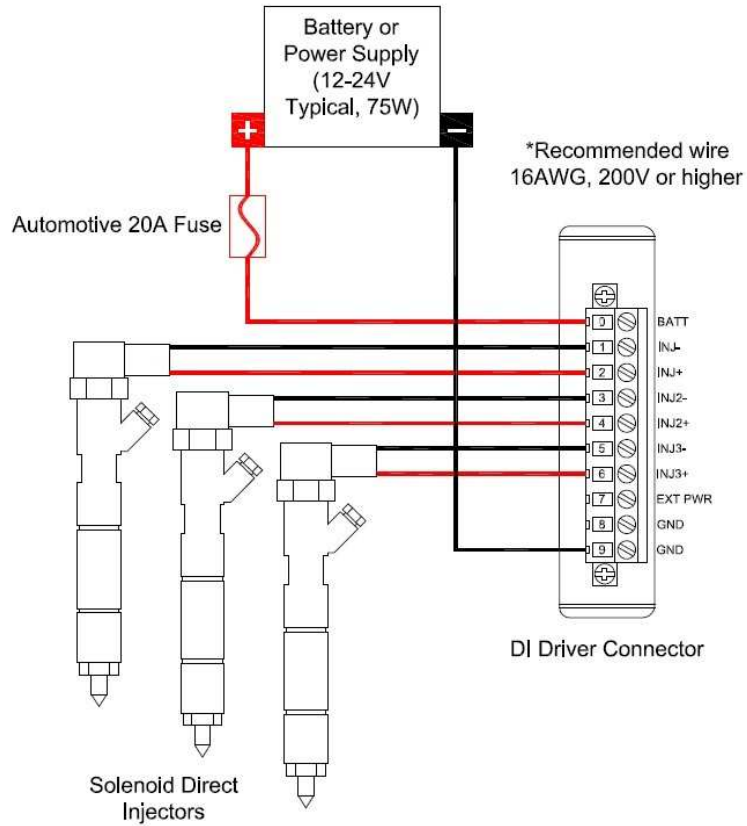 Battery or
Power Supply
(12-24V
Typical, 75W)
+
−
*Recommended wire
16AWG, 200V or higher
Automotive 20A Fuse
0 BATT
1 INJ-
2 INJ+
3 INJ2-
4 INJ2+
5 INJ3-
6 INJ3+
7 EXT PWR
8 GND
9 GND
DI Driver Connector
Solenoid Direct
Injectors